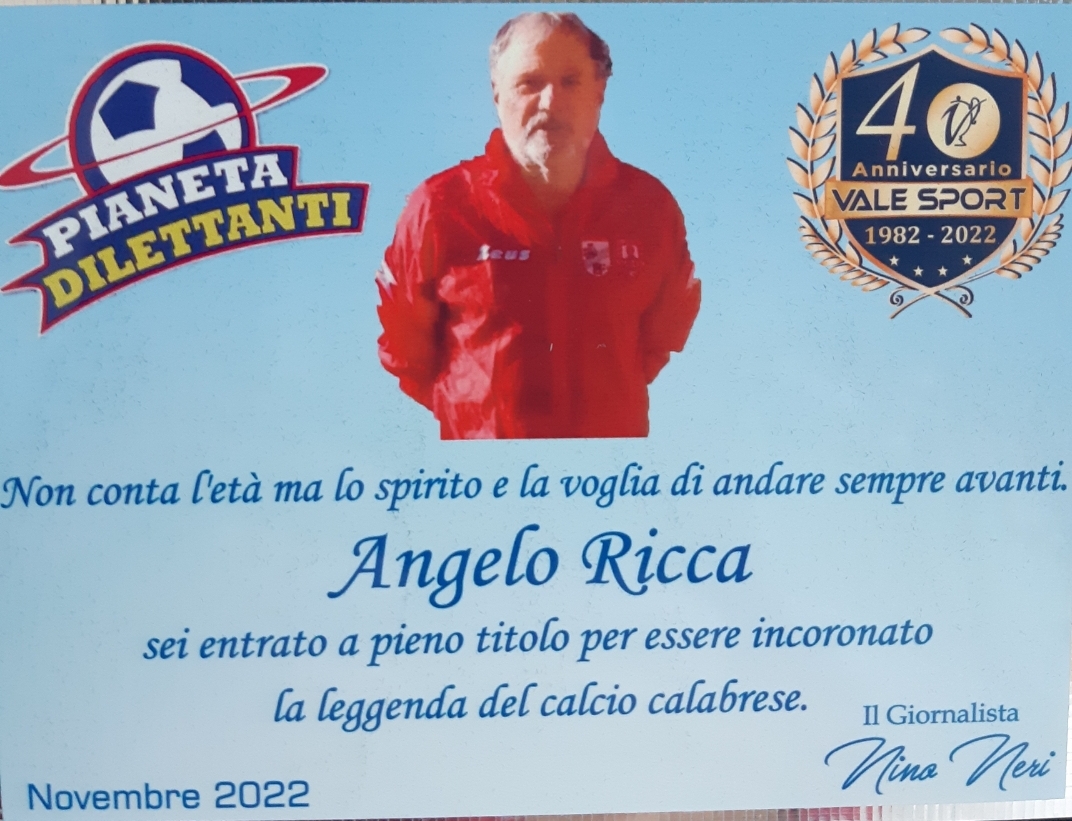 PIANETA
DILETTANTI
40
Anniversario
VALE SPORT
1982 - 2022
zeus
Non conta l'età ma lo spirito e la voglia di andare sempre avanti.
Angelo Ricca
sei entrato a pieno titolo per essere incoronato
la leggenda del calcio calabrese.
Il Giornalista
Nino Neri
Novembre 2022